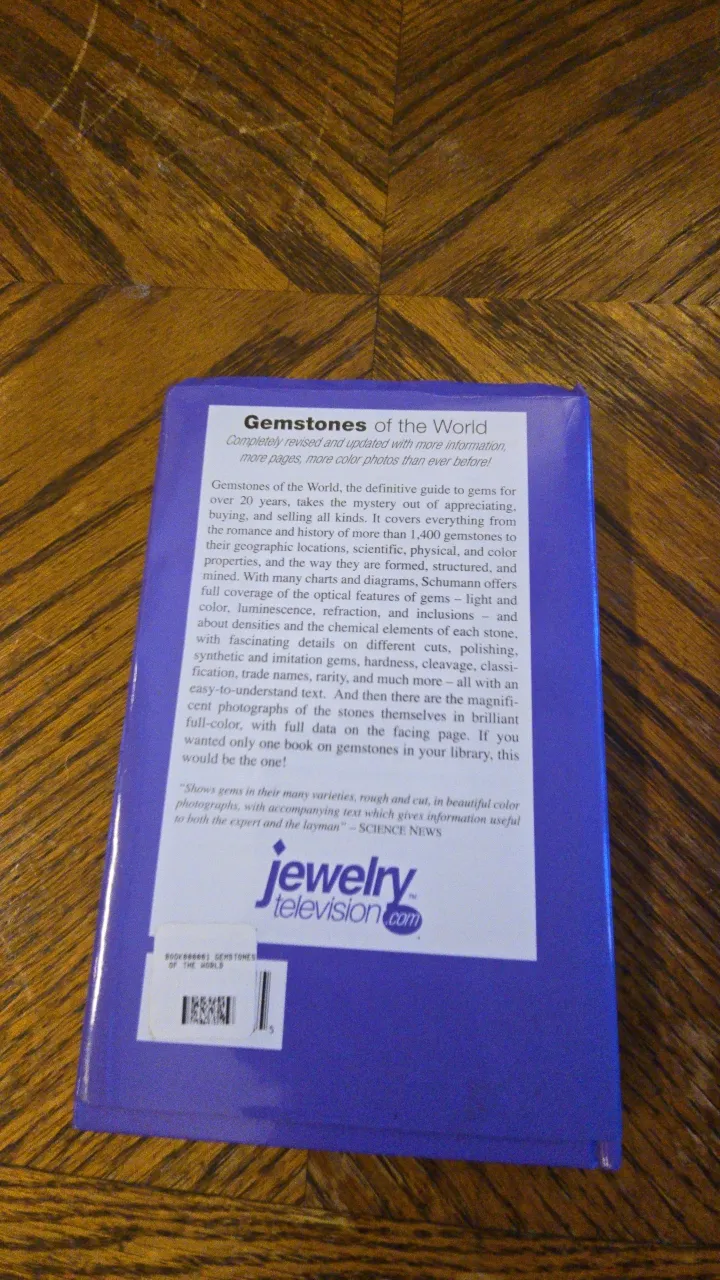 Gemstones of the World
Completely revised and updated with more information,
more pages, more color photos than ever before!
Gemstones of the World, the definitive guide to gems for
over 20 years, takes the mystery out of appreciating,
buying, and selling all kinds. It covers everything from
the romance and history of more than 1,400 gemstones to
their geographic locations, scientific, physical, and color
properties, and the way they are formed, structured, and
mined. With many charts and diagrams, Schumann offers
full coverage of the optical features of gems – light and
color, luminescence, refraction, and inclusions – and
about densities and the chemical elements of each stone,
with fascinating details on different cuts, polishing,
synthetic and imitation gems, hardness, cleavage, classi-
fication, trade names, rarity, and much more – all with an
easy-to-understand text. And then there are the magnifi-
cent photographs of the stones themselves in brilliant
full-color, with full data on the facing page. If you
wanted only one book on gemstones in your library, this
would be the one!
"Shows gems in their many varieties, rough and cut, in beautiful color
photographs, with accompanying text which gives information useful
to both the expert and the layman" – SCIENCE NEWS
jewelry™
television.com
GEMSTONES
OF THE WORLD
5